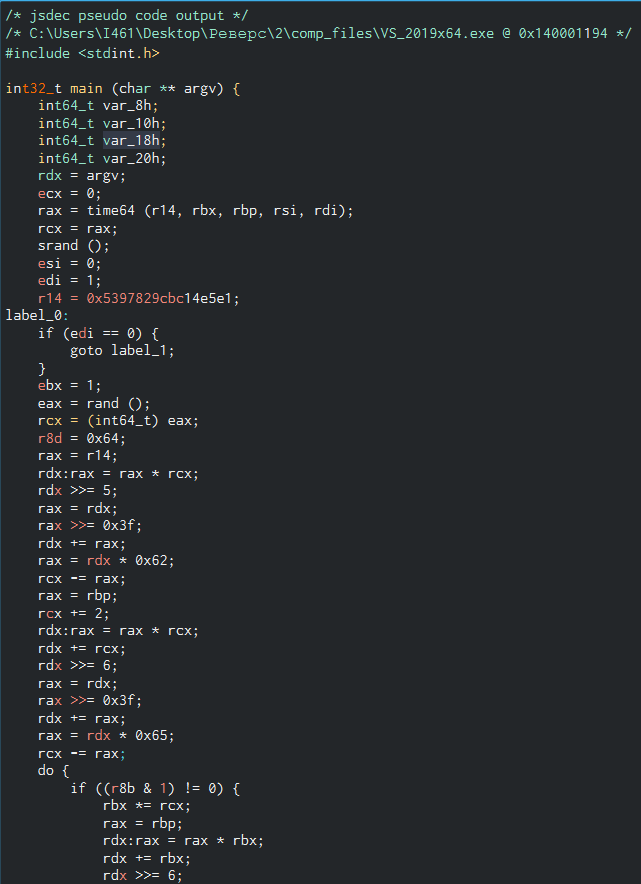 /* jsdec pseudo code output */
/* C:\Users\I461\Desktop\Реверс\2\comp_files\VS_2019x64.exe @ 0x140001194 */
#include <stdint.h>
int32_t main (char ** argv) {
int64_t var_8h;
int64_t var_10h;
int64_t var_18h;
int64_t var_20h;
rdx = argv;
ecx = 0;
rax = time64 (r14, rbx, rbp, rsi, rdi);
rcx = rax;
srand ();
esi = 0;
edi = 1;
r14 = 0x5397829cbc14e5e1;
label_0:
if (edi == 0) {
goto label_1;
}
ebx = 1;
eax = rand ();
rcx = (int64_t) eax;
r8d = 0x64;
rax = r14;
rdx:rax = rax * rcx;
rdx >>= 5;
rax = rdx;
rax >>= 0x3f;
rdx += rax;
rax = rdx * 0x62;
rcx -= rax;
rax = rbp;
rcx += 2;
rdx:rax = rax * rcx;
rdx += rcx;
rdx >>= 6;
rax = rdx;
rax >>= 0x3f;
rdx += rax;
rax = rdx * 0x65;
rcx -= rax;
do {
if ((r8b & 1) != 0) {
rbx *= rcx;
rax = rbp;
rdx:rax = rax * rbx;
rdx += rbx;
rdx >>= 6;